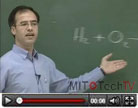 H₂ + O₂ →
MIT TechTV
00:06